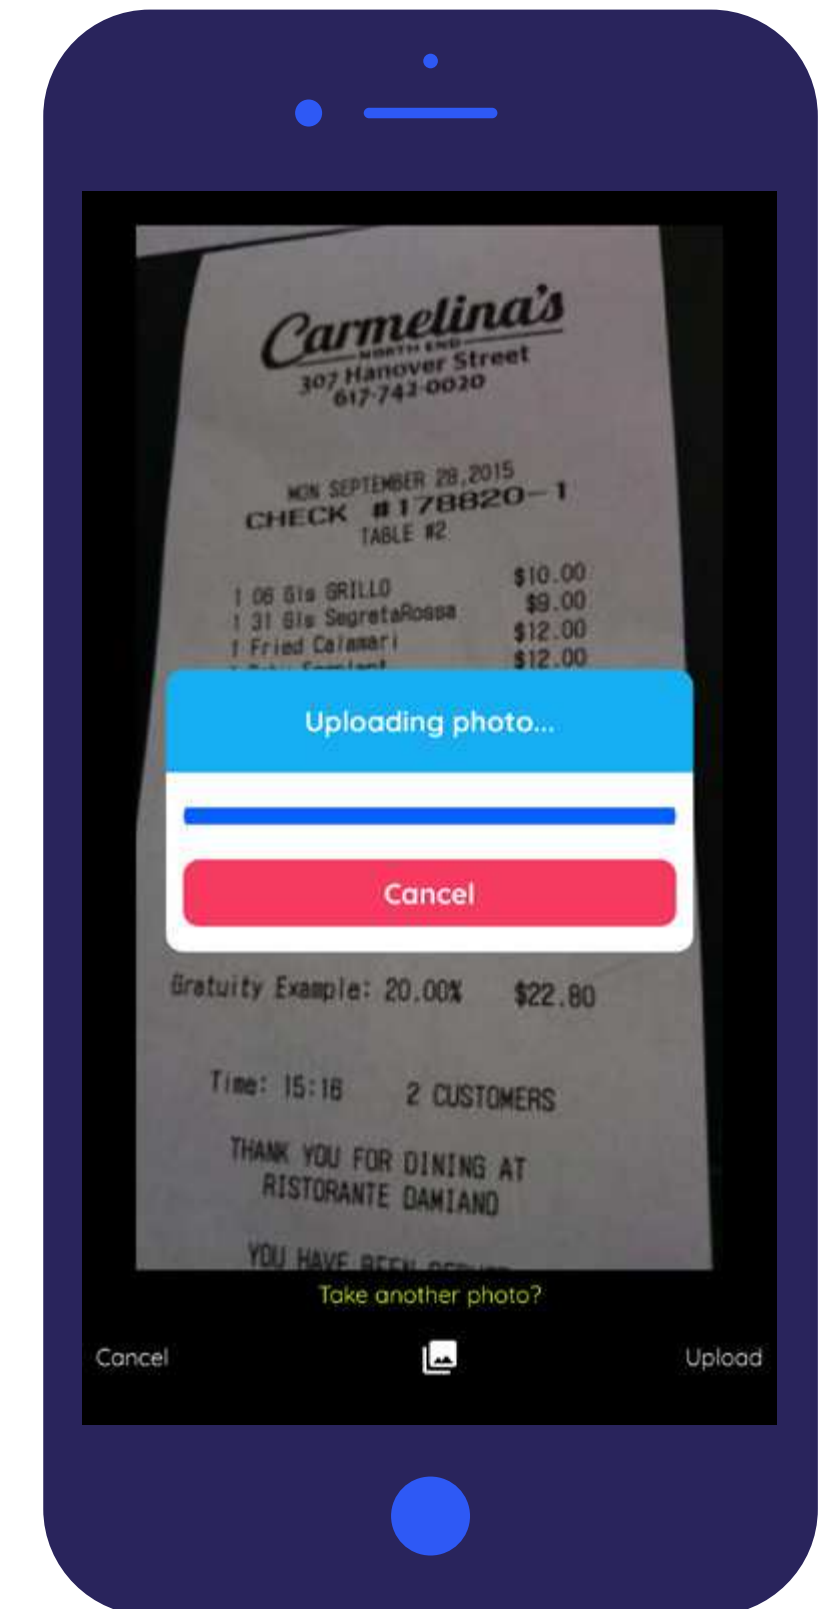 Carmelina's
NORTH END
307 Hanover Street
617-742-0020
MON SEPTEMBER 28,2015
CHECK #178820-1
TABLE #2
1 06 Gls GRILLO $10.00
1 31 Gls SegretaRossa $9.00
1 Fried Calamari $12.00
$12.00
Uploading photo...
Cancel
Gratuity Example: 20.00% $22.80
Time: 15:16 2 CUSTOMERS
THANK YOU FOR DINING AT
RISTORANTE DAMIANO
YOU HAVE BEEN
Take another photo?
Cancel Upload